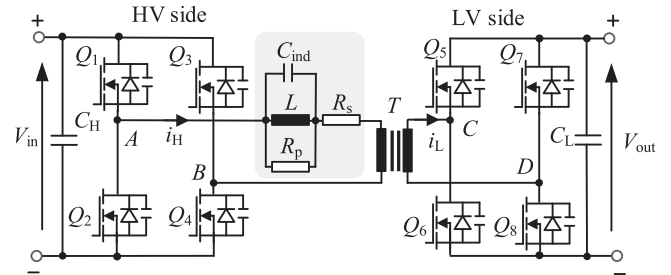 HV side LV side
+ +
Q1 Q3 Cind Q5 Q7
L Rs T
CH A iH iL C CL
Vin Rp Vout
B D
Q2 Q4 Q6 Q8
− −